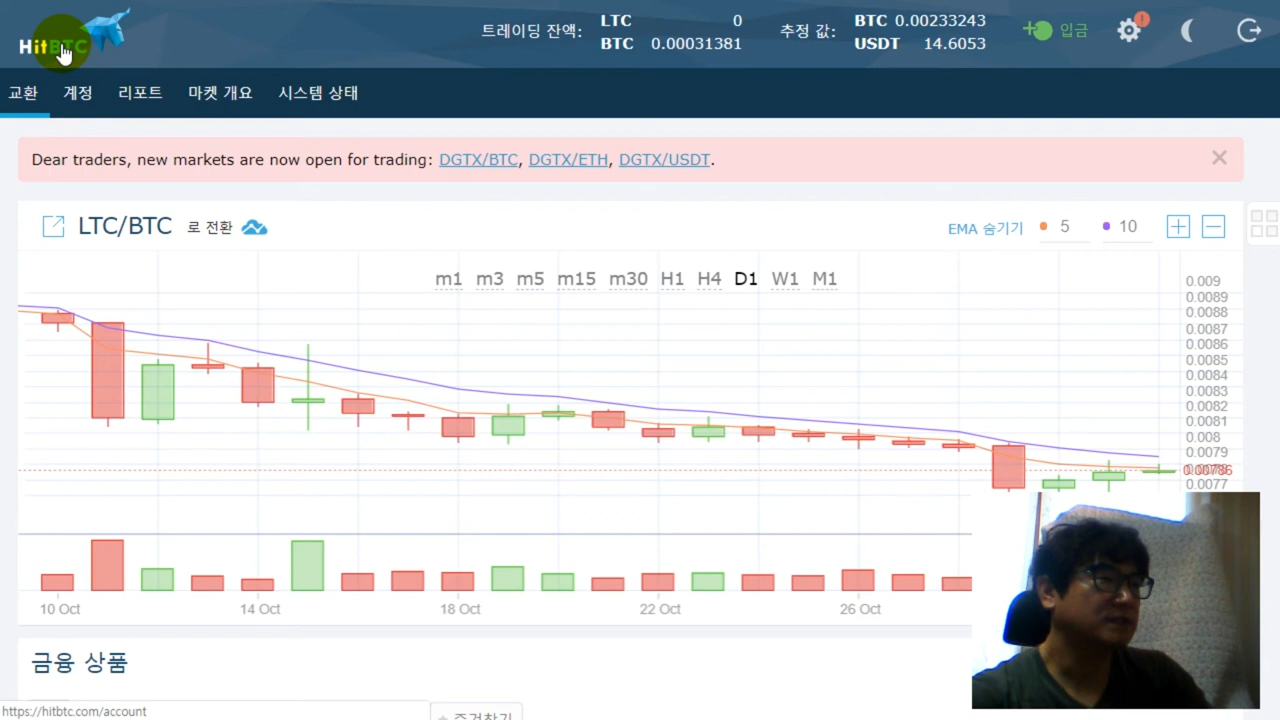 HitBTC
트레이딩 잔액:
LTC 0
BTC 0.00031381
추정 값:
BTC 0.00233243
USDT 14.6053
입금
교환 계정 리포트 마켓 개요 시스템 상태
Dear traders, new markets are now open for trading: DGTX/BTC, DGTX/ETH, DGTX/USDT.
LTC/BTC 로 전환
EMA 숨기기 5 10
m1 m3 m5 m15 m30 H1 H4 D1 W1 M1
0.009
0.0089
0.0088
0.0087
0.0086
0.0085
0.0084
0.0083
0.0082
0.0081
0.008
0.0079
0.00786
0.0077
10 Oct 14 Oct 18 Oct 22 Oct 26 Oct
금융 상품
https://hitbtc.com/account